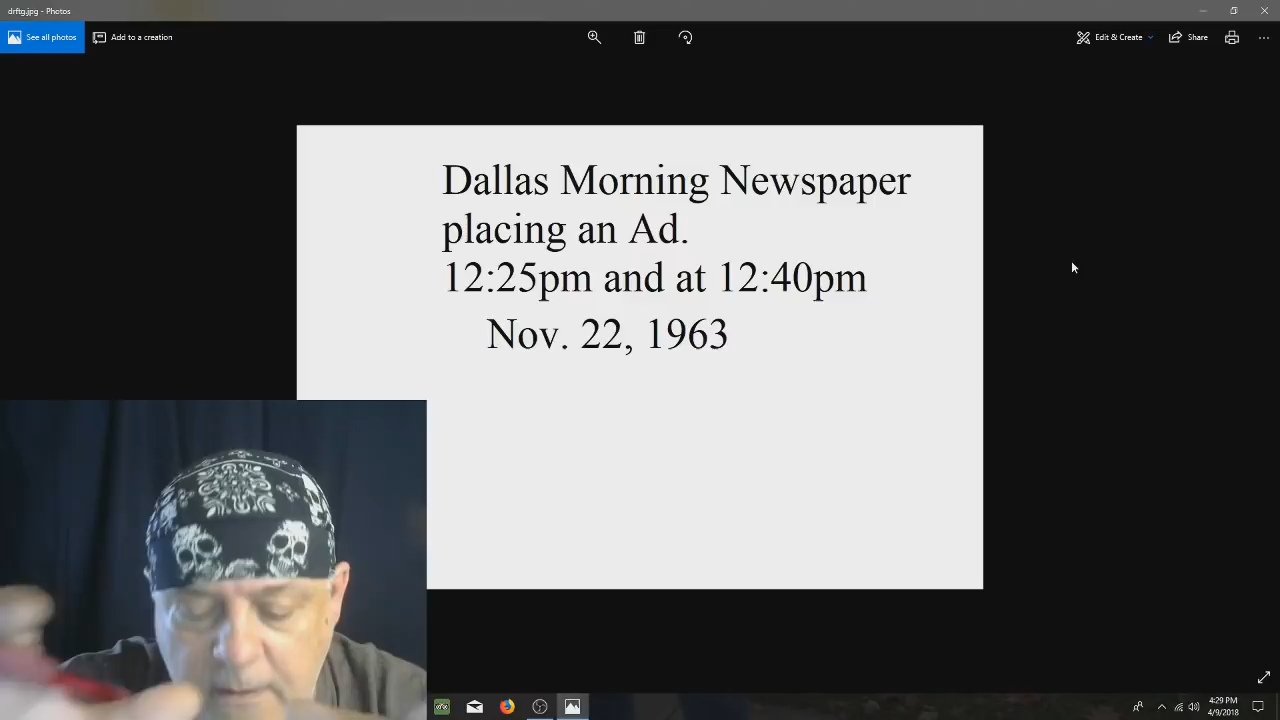 drftg.jpg - Photos
See all photos
Add to a creation
Edit & Create
Share
Dallas Morning Newspaper
placing an Ad.
12:25pm and at 12:40pm
Nov. 22, 1963
4:29 PM
4/9/2018